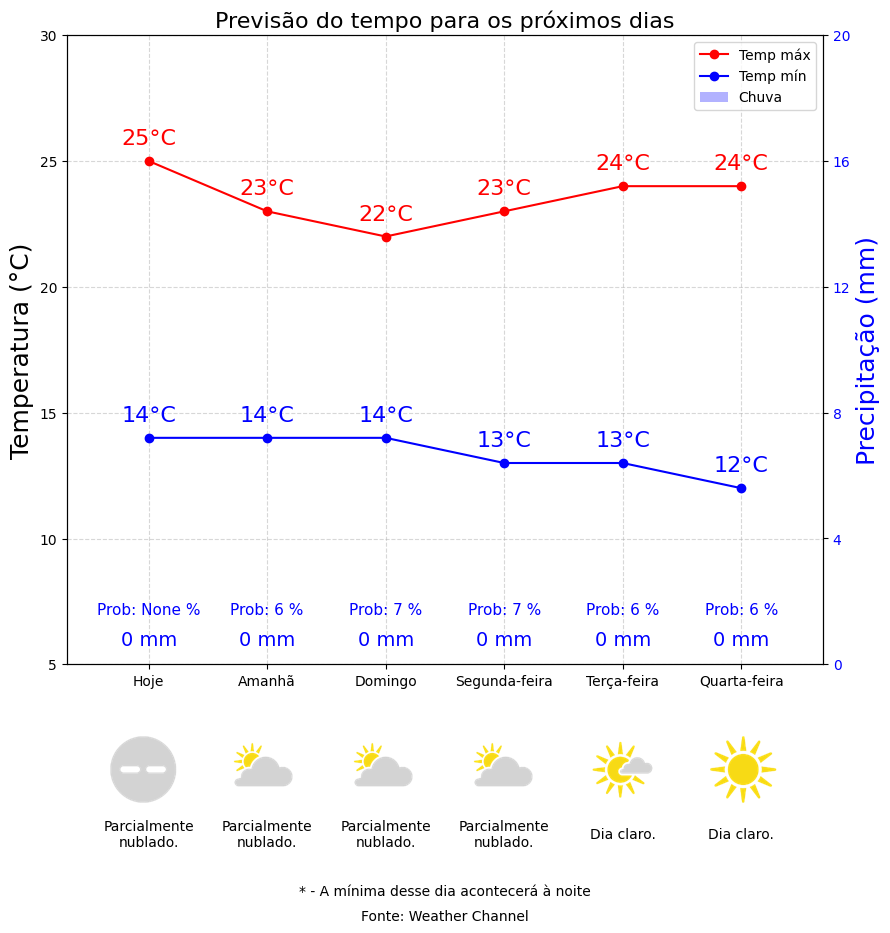 Previsão do tempo para os próximos dias
30
20
Temp máx
Temp mín
Chuva
25°C
23°C
22°C
23°C
24°C
24°C
25
16
20
12
Temperatura (°C)
Precipitação (mm)
14°C
14°C
14°C
13°C
13°C
12°C
15
8
10
4
Prob: None %
Prob: 6 %
Prob: 7 %
Prob: 7 %
Prob: 6 %
Prob: 6 %
0 mm
0 mm
0 mm
0 mm
0 mm
0 mm
5
0
Hoje
Amanhã
Domingo
Segunda-feira
Terça-feira
Quarta-feira
Parcialmente
nublado.
Parcialmente
nublado.
Parcialmente
nublado.
Parcialmente
nublado.
Dia claro.
Dia claro.
* - A mínima desse dia acontecerá à noite
Fonte: Weather Channel